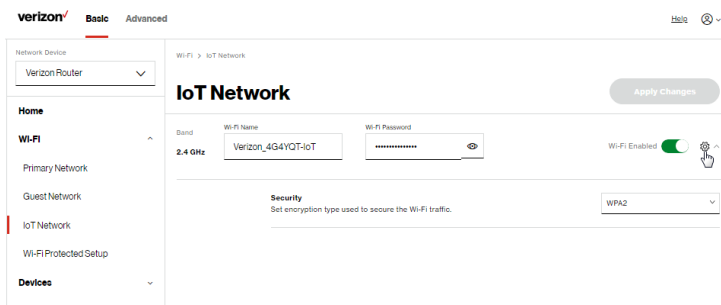 verizon✓
Basic
Advanced
Help
Network Device
Verizon Router
Home
Wi-Fi
Primary Network
Guest Network
IoT Network
Wi-Fi Protected Setup
Devices
Wi-Fi > IoT Network
IoT Network
Apply Changes
Band
2.4 GHz
Wi-Fi Name
Verizon_4G4YQT-IoT
Wi-Fi Password
•••••••••••••••
Wi-Fi Enabled
Security
Set encryption type used to secure the Wi-Fi traffic.
WPA2